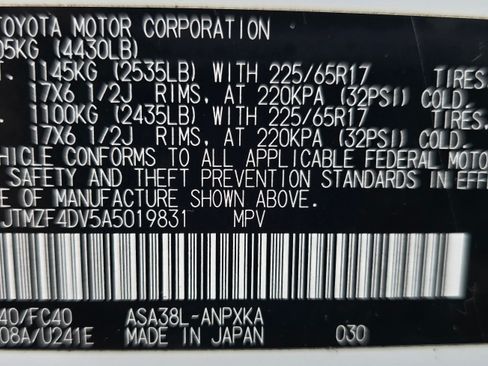 TOYOTA MOTOR CORPORATION
05KG (4430LB)
T. 1145KG (2535LB) WITH 225/65R17 TIRES,
17X6 1/2J RIMS, AT 220KPA (32PSI) COLD.
. 1100KG (2435LB) WITH 225/65R17 TIRES,
17X6 1/2J RIMS, AT 220KPA (32PSI) COLD.
EHICLE CONFORMS TO ALL APPLICABLE FEDERAL MOTOR
SAFETY AND THEFT PREVENTION STANDARDS IN EFFE
E OF MANUFACTURE SHOWN ABOVE.
JTMZF4DV5A5019831 MPV
40/FC40 ASA38L-ANPXKA
08A/U241E MADE IN JAPAN 030